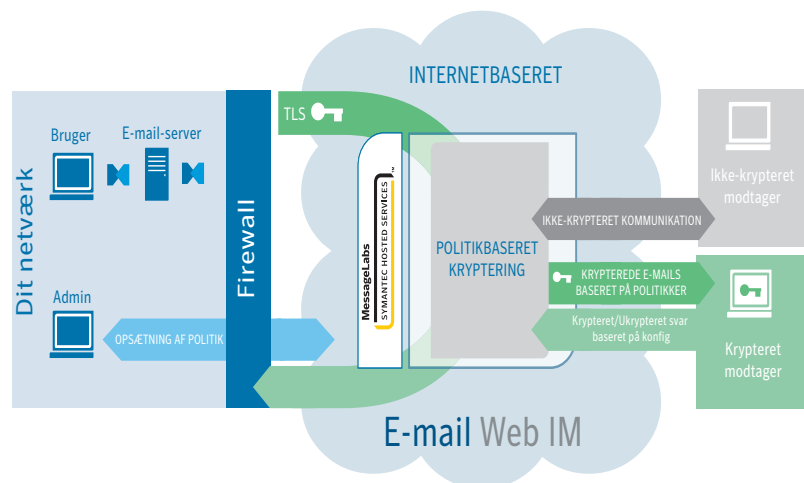 INTERNETBASERET
TLS
Bruger
E-mail-server
Dit netværk
Firewall
Admin
OPSÆTNING AF POLITIK
MessageLabs
SYMANTEC HOSTED SERVICES™
POLITIKBASERET
KRYPTERING
IKKE-KRYPTERET KOMMUNIKATION
Ikke-krypteret
modtager
KRYPTEREDE E-MAILS
BASERET PÅ POLITIKKER
Krypteret/Ukrypteret svar
baseret på konfig
Krypteret
modtager
E-mail Web IM